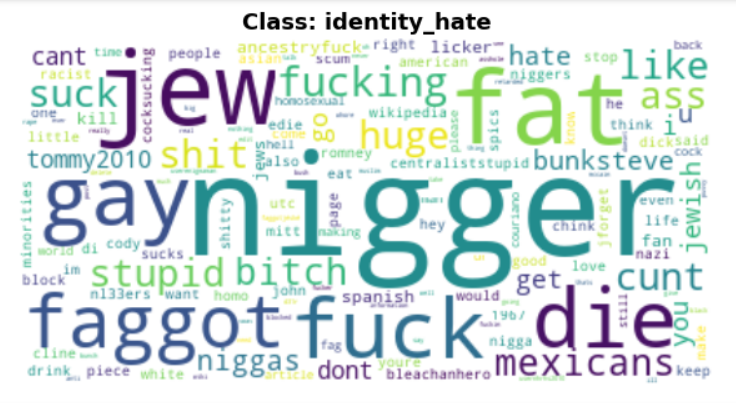 Class: identity_hate
cant time people ancestryfuck right licker hate back
racist cocksucking asian scum american stop like
suck jew fucking fat niggers ass
one kill homosexual wikipedia he u
little edie go huge please spics know think i dick said
tommy2010 shit come shell jews also romney centraliststupid bunksteve cock
gay nigger eat jewish
minorities shitty utc page hey couriano chink jforget even life
world di cody mitt making fan
sucks good love nazi
block im stupid bitch get cunt
nl33ers want homo john spanish would still you
faggot fuck 1967 die
cline fag nigga make
drink piece white niggas article dont youre bleachanhero mexicans keep